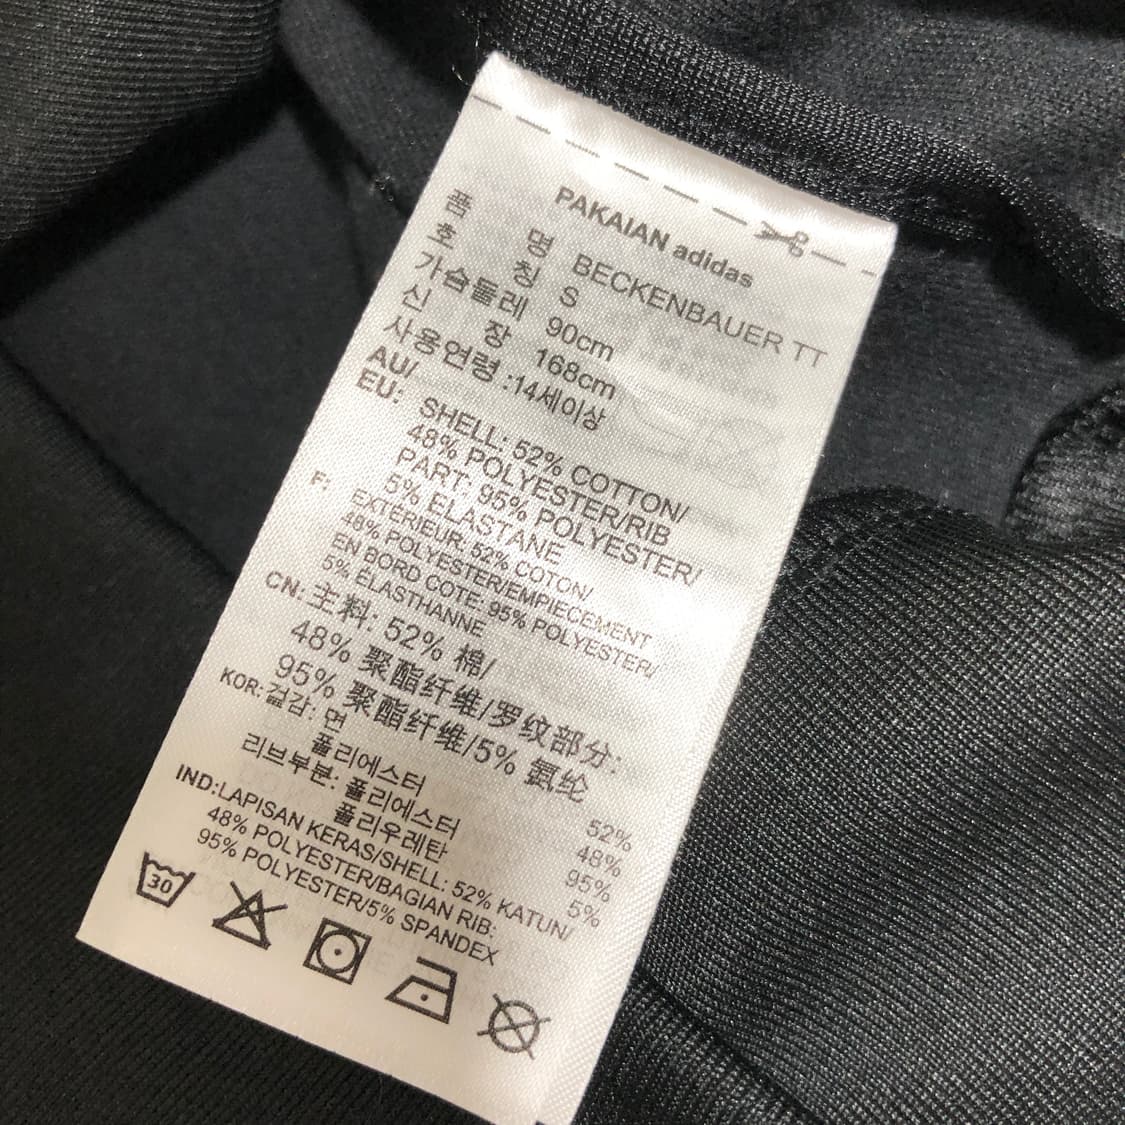 PAKAIAN adidas
품 명 BECKENBAUER TT
호 칭 S
가슴둘레 90cm
신 장 168cm
사용연령 :14세이상
AU/
EU: SHELL: 52% COTTON/
48% POLYESTER/RIB
PART: 95% POLYESTER/
5% ELASTANE
F: EXTÉRIEUR: 52% COTON/
48% POLYESTER/EMPIECEMENT
EN BORD COTE: 95% POLYESTER/
5% ÉLASTHANNE
CN: 主料: 52% 棉/
48% 聚酯纤维/罗纹部分:
95% 聚酯纤维/5% 氨纶
KOR: 겉감: 면 52%
폴리에스터 48%
리브부분: 폴리에스터 95%
폴리우레탄 5%
IND:LAPISAN KERAS/SHELL: 52% KATUN/
48% POLYESTER/BAGIAN RIB:
95% POLYESTER/5% SPANDEX
30